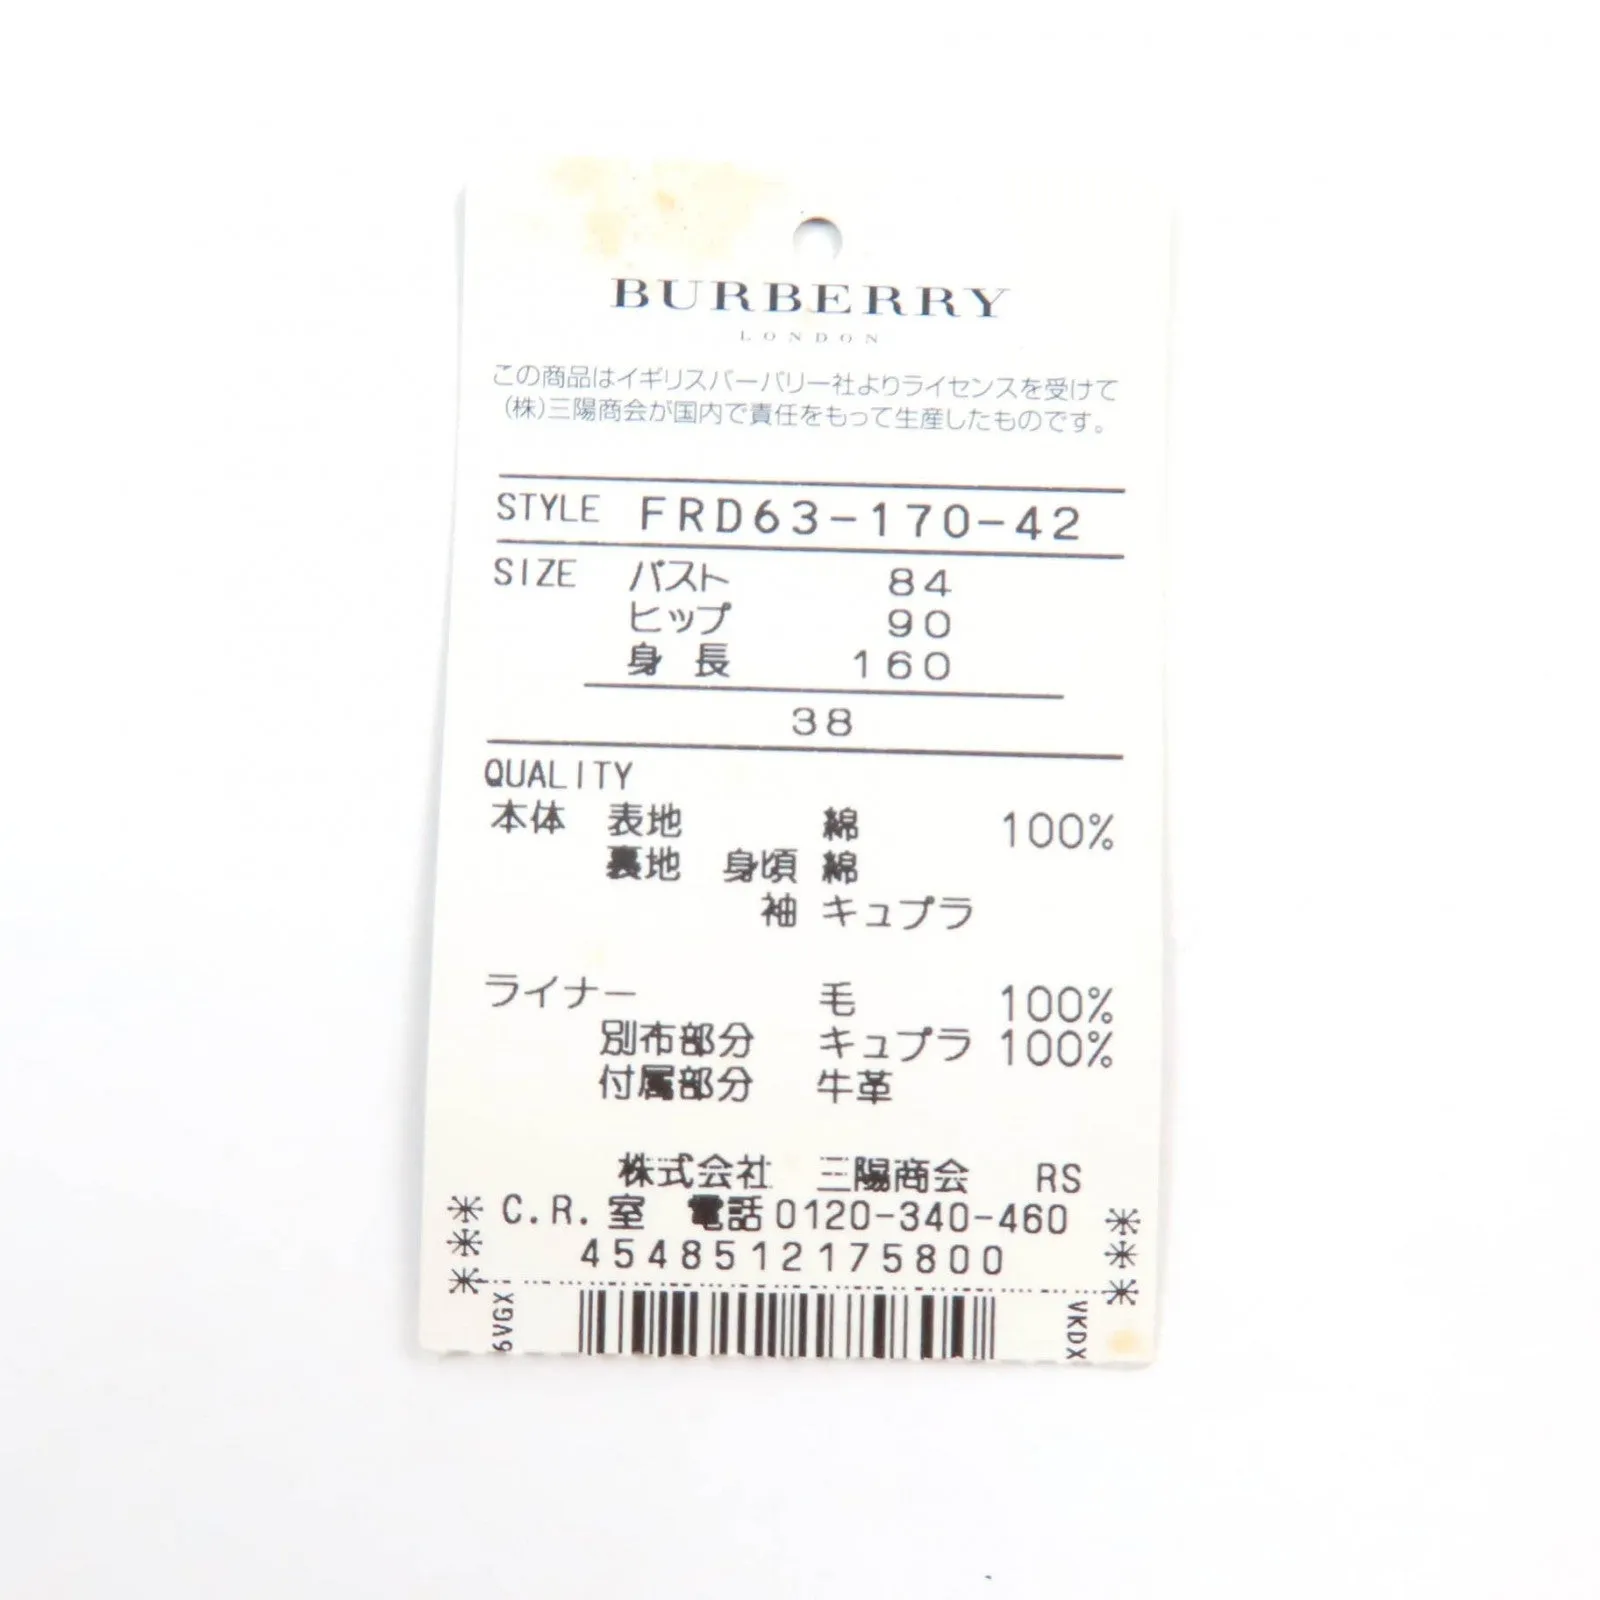 BURBERRY
LONDON
この商品はイギリスバーバリー社よりライセンスを受けて
(株)三陽商会が国内で責任をもって生産したものです。
STYLE FRD63-170-42
SIZE バスト 84
ヒップ 90
身長 160
38
QUALITY
本体 表地 綿 100%
裏地 身頃 綿
袖 キュプラ
ライナー 毛 100%
別布部分 キュプラ 100%
付属部分 牛革
株式会社 三陽商会 RS
C.R.室 電話0120-340-460
4548512175800
6VGX
VKDX